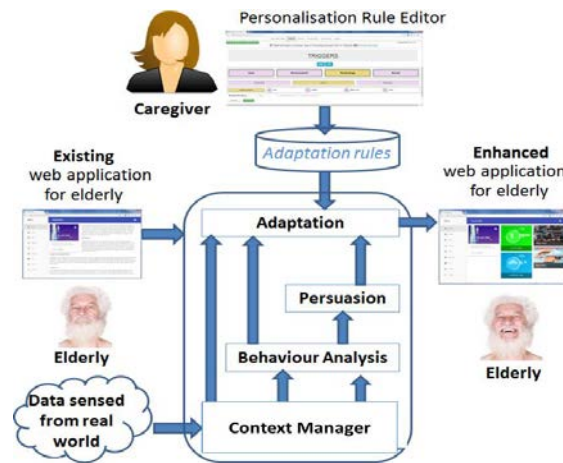 Personalisation Rule Editor
TRIGGERS
Caregiver
Adaptation rules
Existing
web application
for elderly
Enhanced
web application
for elderly
Adaptation
Persuasion
Elderly
Behaviour Analysis
Elderly
Data sensed
from real
world
Context Manager